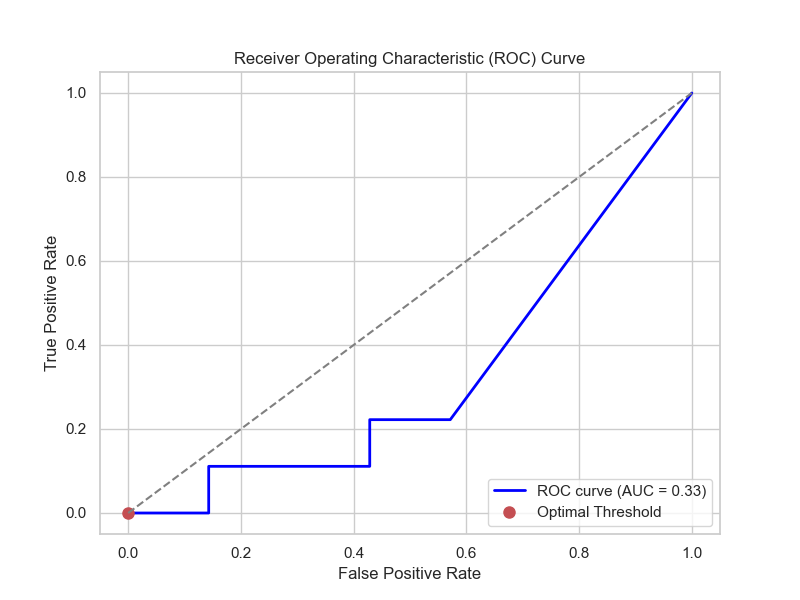 Receiver Operating Characteristic (ROC) Curve
True Positive Rate
1.0
0.8
0.6
0.4
0.2
0.0
ROC curve (AUC = 0.33)
Optimal Threshold
0.0 0.2 0.4 0.6 0.8 1.0
False Positive Rate